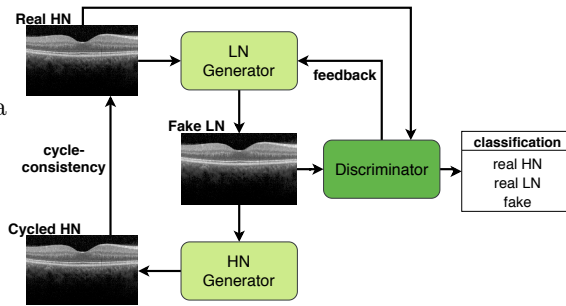 Real HN
LN
Generator
feedback
a
Fake LN
cycle-
consistency
Discriminator
classification
real HN
real LN
fake
Cycled HN
HN
Generator